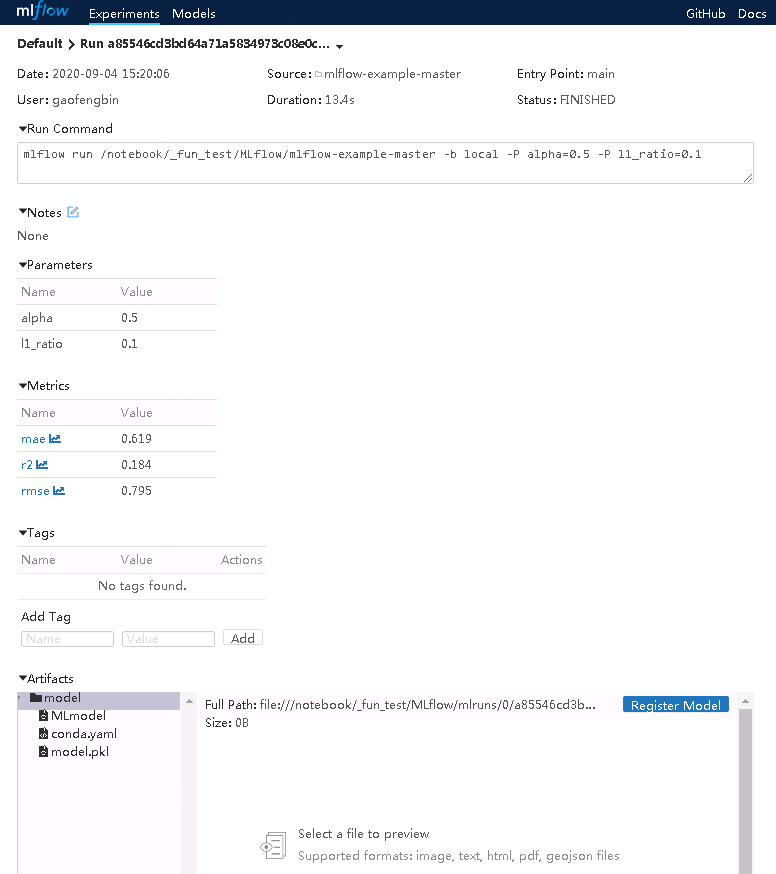 mlflow Experiments Models GitHub Docs
Default > Run a85546cd3bd64a71a5834973c08e0c...
Date: 2020-09-04 15:20:06 Source: mlflow-example-master Entry Point: main
User: gaofengbin Duration: 13.4s Status: FINISHED
Run Command
mlflow run /notebook/_fun_test/MLflow/mlflow-example-master -b local -P alpha=0.5 -P l1_ratio=0.1
Notes
None
Parameters
Name Value
alpha 0.5
l1_ratio 0.1
Metrics
Name Value
mae 0.619
r2 0.184
rmse 0.795
Tags
Name Value Actions
No tags found.
Add Tag
Name Value Add
Artifacts
model
MLmodel
conda.yaml
model.pkl
Full Path: file:///notebook/_fun_test/MLflow/mlruns/0/a85546cd3b... Register Model
Size: 0B
Select a file to preview
Supported formats: image, text, html, pdf, geojson files